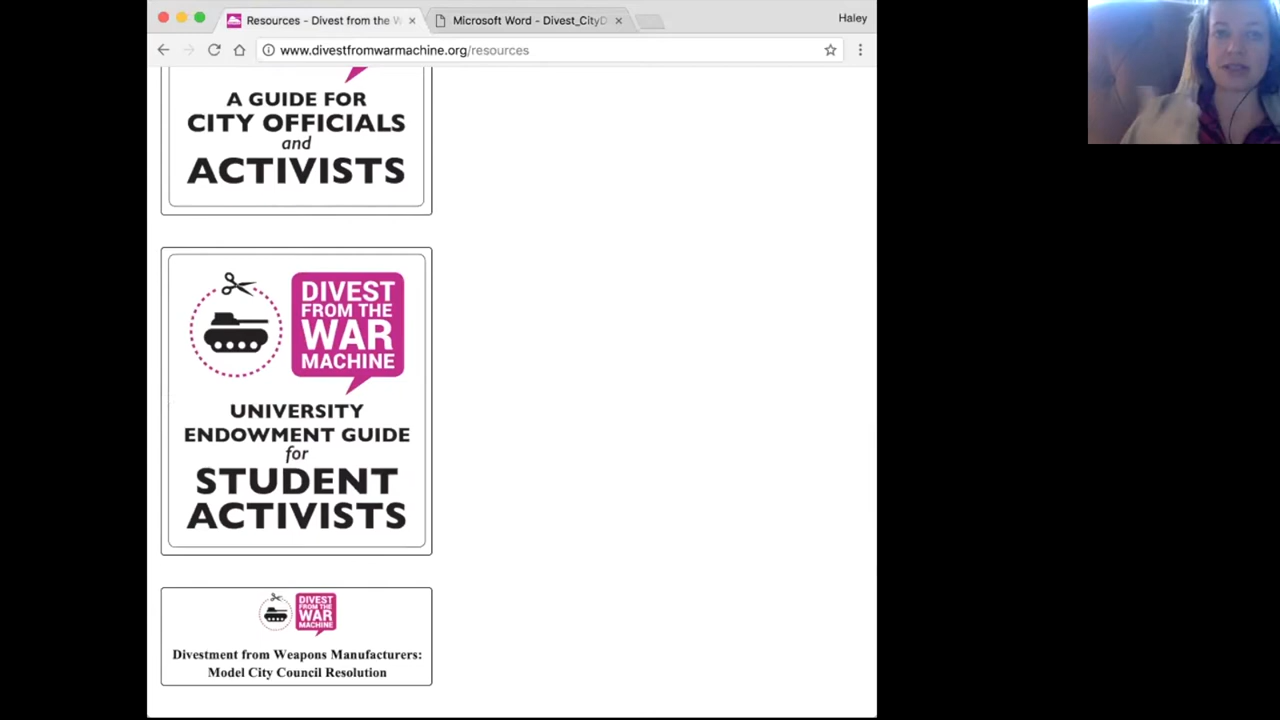 Resources - Divest from the W
Microsoft Word - Divest_CityD
Haley
www.divestfromwarmachine.org/resources
A GUIDE FOR
CITY OFFICIALS
and
ACTIVISTS
DIVEST
FROM THE
WAR
MACHINE
UNIVERSITY
ENDOWMENT GUIDE
for
STUDENT
ACTIVISTS
DIVEST
FROM THE
WAR
MACHINE
Divestment from Weapons Manufacturers:
Model City Council Resolution